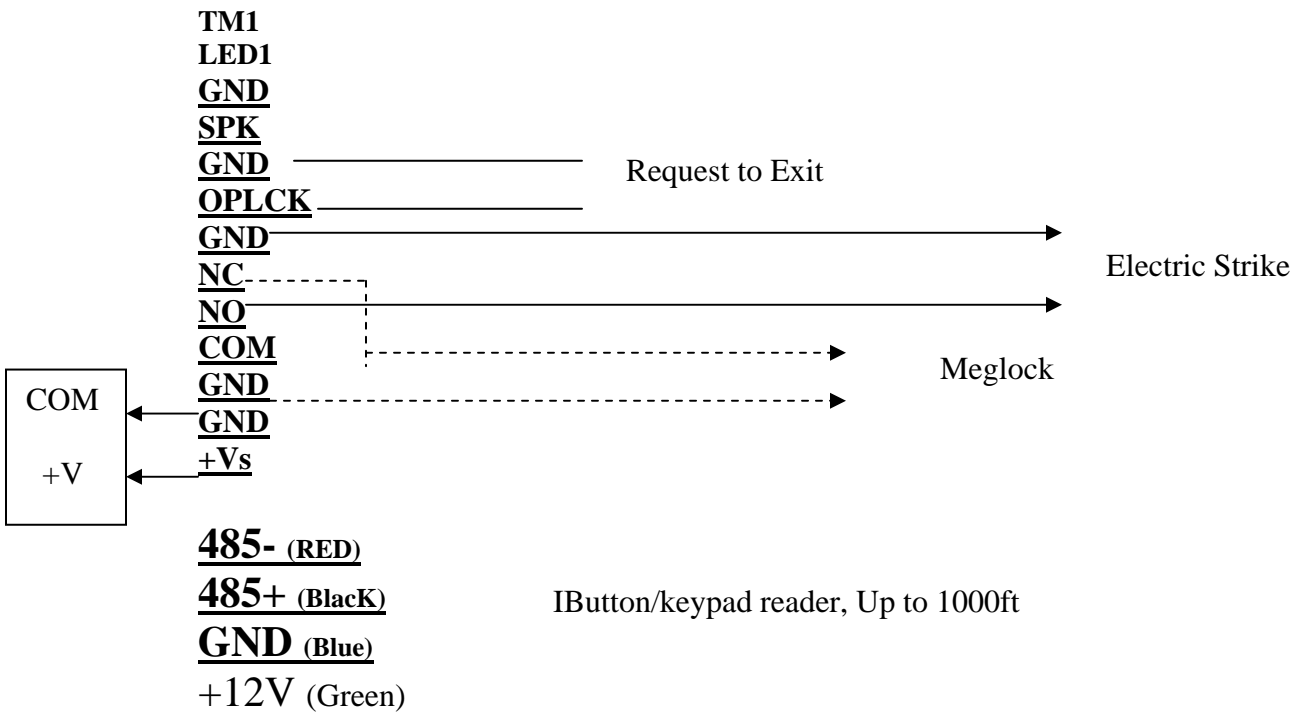 TM1
LED1
GND
SPK
GND
Request to Exit
OPLCK
GND
Electric Strike
NC
NO
COM
Meglock
GND
COM
GND
+V
+Vs
485- (RED)
485+ (BlacK)
IButton/keypad reader, Up to 1000ft
GND (Blue)
+12V (Green)